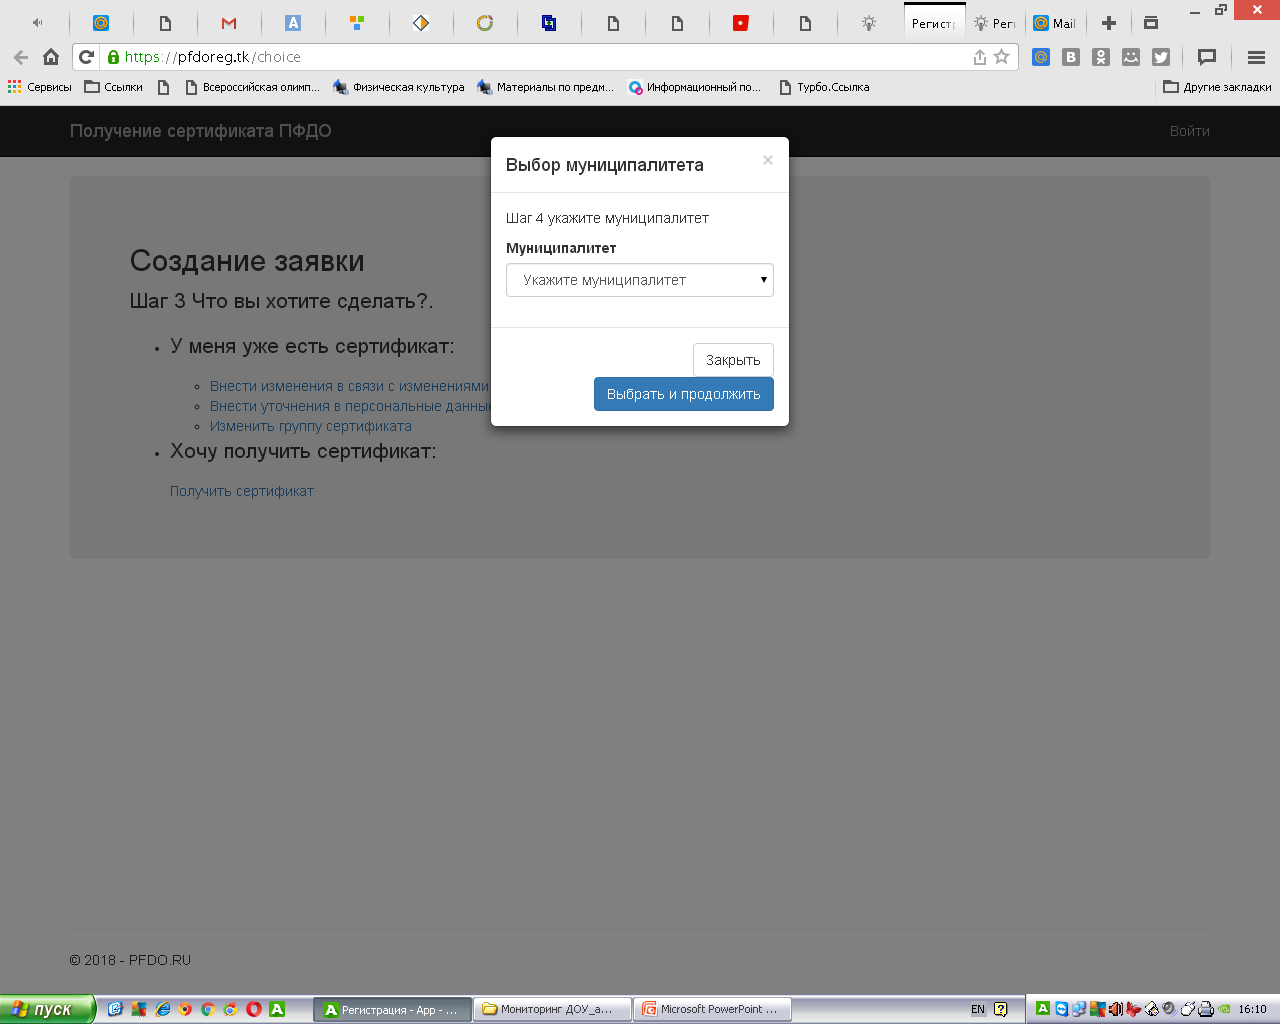 Регистр
Реги
Mail
https://pfdoreg.tk/choice
Сервисы
Ссылки
Всероссийская олимп...
Физическая культура
Материалы по предм...
Информационный по...
Турбо.Ссылка
Другие закладки
Получение сертификата ПФДО
Войти
Выбор муниципалитета
×
Шаг 4 укажите муниципалитет
Муниципалитет
Укажите муниципалитет
Закрыть
Выбрать и продолжить
Создание заявки
Шаг 3 Что вы хотите сделать?.
У меня уже есть сертификат:
Внести изменения в связи с изменениями
Внести уточнения в персональные данные
Изменить группу сертификата
Хочу получить сертификат:
Получить сертификат
© 2018 - PFDO.RU
пуск
Регистрация - App - ...
Мониторинг ДОУ_а...
Microsoft PowerPoint ...
EN
16:10